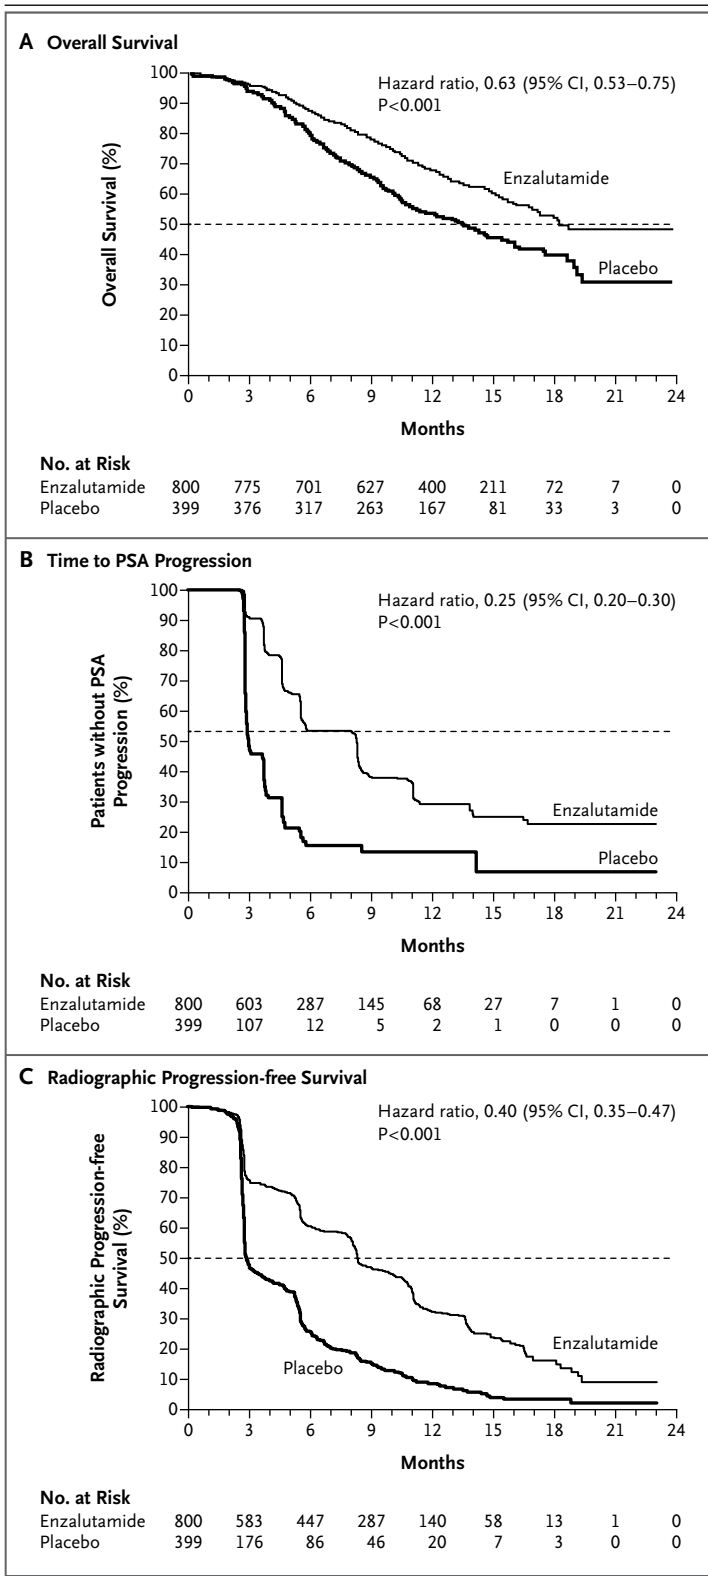 A Overall Survival
Hazard ratio, 0.63 (95% CI, 0.53–0.75)
P<0.001
Overall Survival (%)
100
90
80
70
60
50
40
30
20
10
0
Enzalutamide
Placebo
0 3 6 9 12 15 18 21 24
Months
No. at Risk
Enzalutamide 800 775 701 627 400 211 72 7 0
Placebo 399 376 317 263 167 81 33 3 0
B Time to PSA Progression
Hazard ratio, 0.25 (95% CI, 0.20–0.30)
P<0.001
Patients without PSA
Progression (%)
100
90
80
70
60
50
40
30
20
10
0
Enzalutamide
Placebo
0 3 6 9 12 15 18 21 24
Months
No. at Risk
Enzalutamide 800 603 287 145 68 27 7 1 0
Placebo 399 107 12 5 2 1 0 0 0
C Radiographic Progression-free Survival
Hazard ratio, 0.40 (95% CI, 0.35–0.47)
P<0.001
Radiographic Progression-free
Survival (%)
100
90
80
70
60
50
40
30
20
10
0
Enzalutamide
Placebo
0 3 6 9 12 15 18 21 24
Months
No. at Risk
Enzalutamide 800 583 447 287 140 58 13 1 0
Placebo 399 176 86 46 20 7 3 0 0